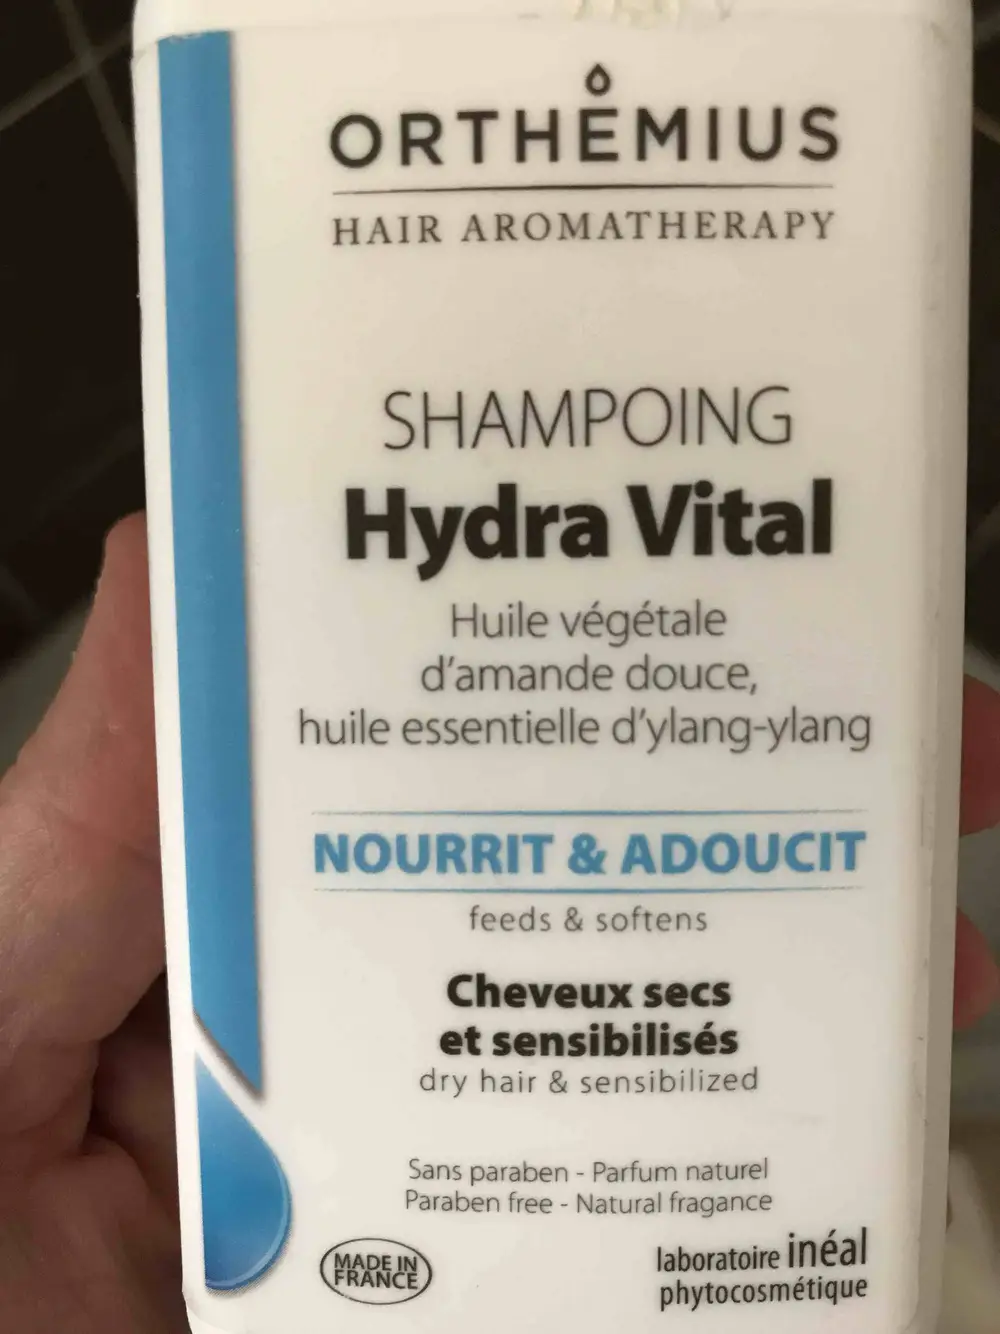 ORTHEMIUS
HAIR AROMATHERAPY
SHAMPOING
Hydra Vital
Huile végétale
d'amande douce,
huile essentielle d'ylang-ylang
NOURRIT & ADOUCIT
feeds & softens
Cheveux secs
et sensibilisés
dry hair & sensibilized
Sans paraben - Parfum naturel
Paraben free - Natural fragance
MADE IN
FRANCE
laboratoire inéal
phytocosmétique